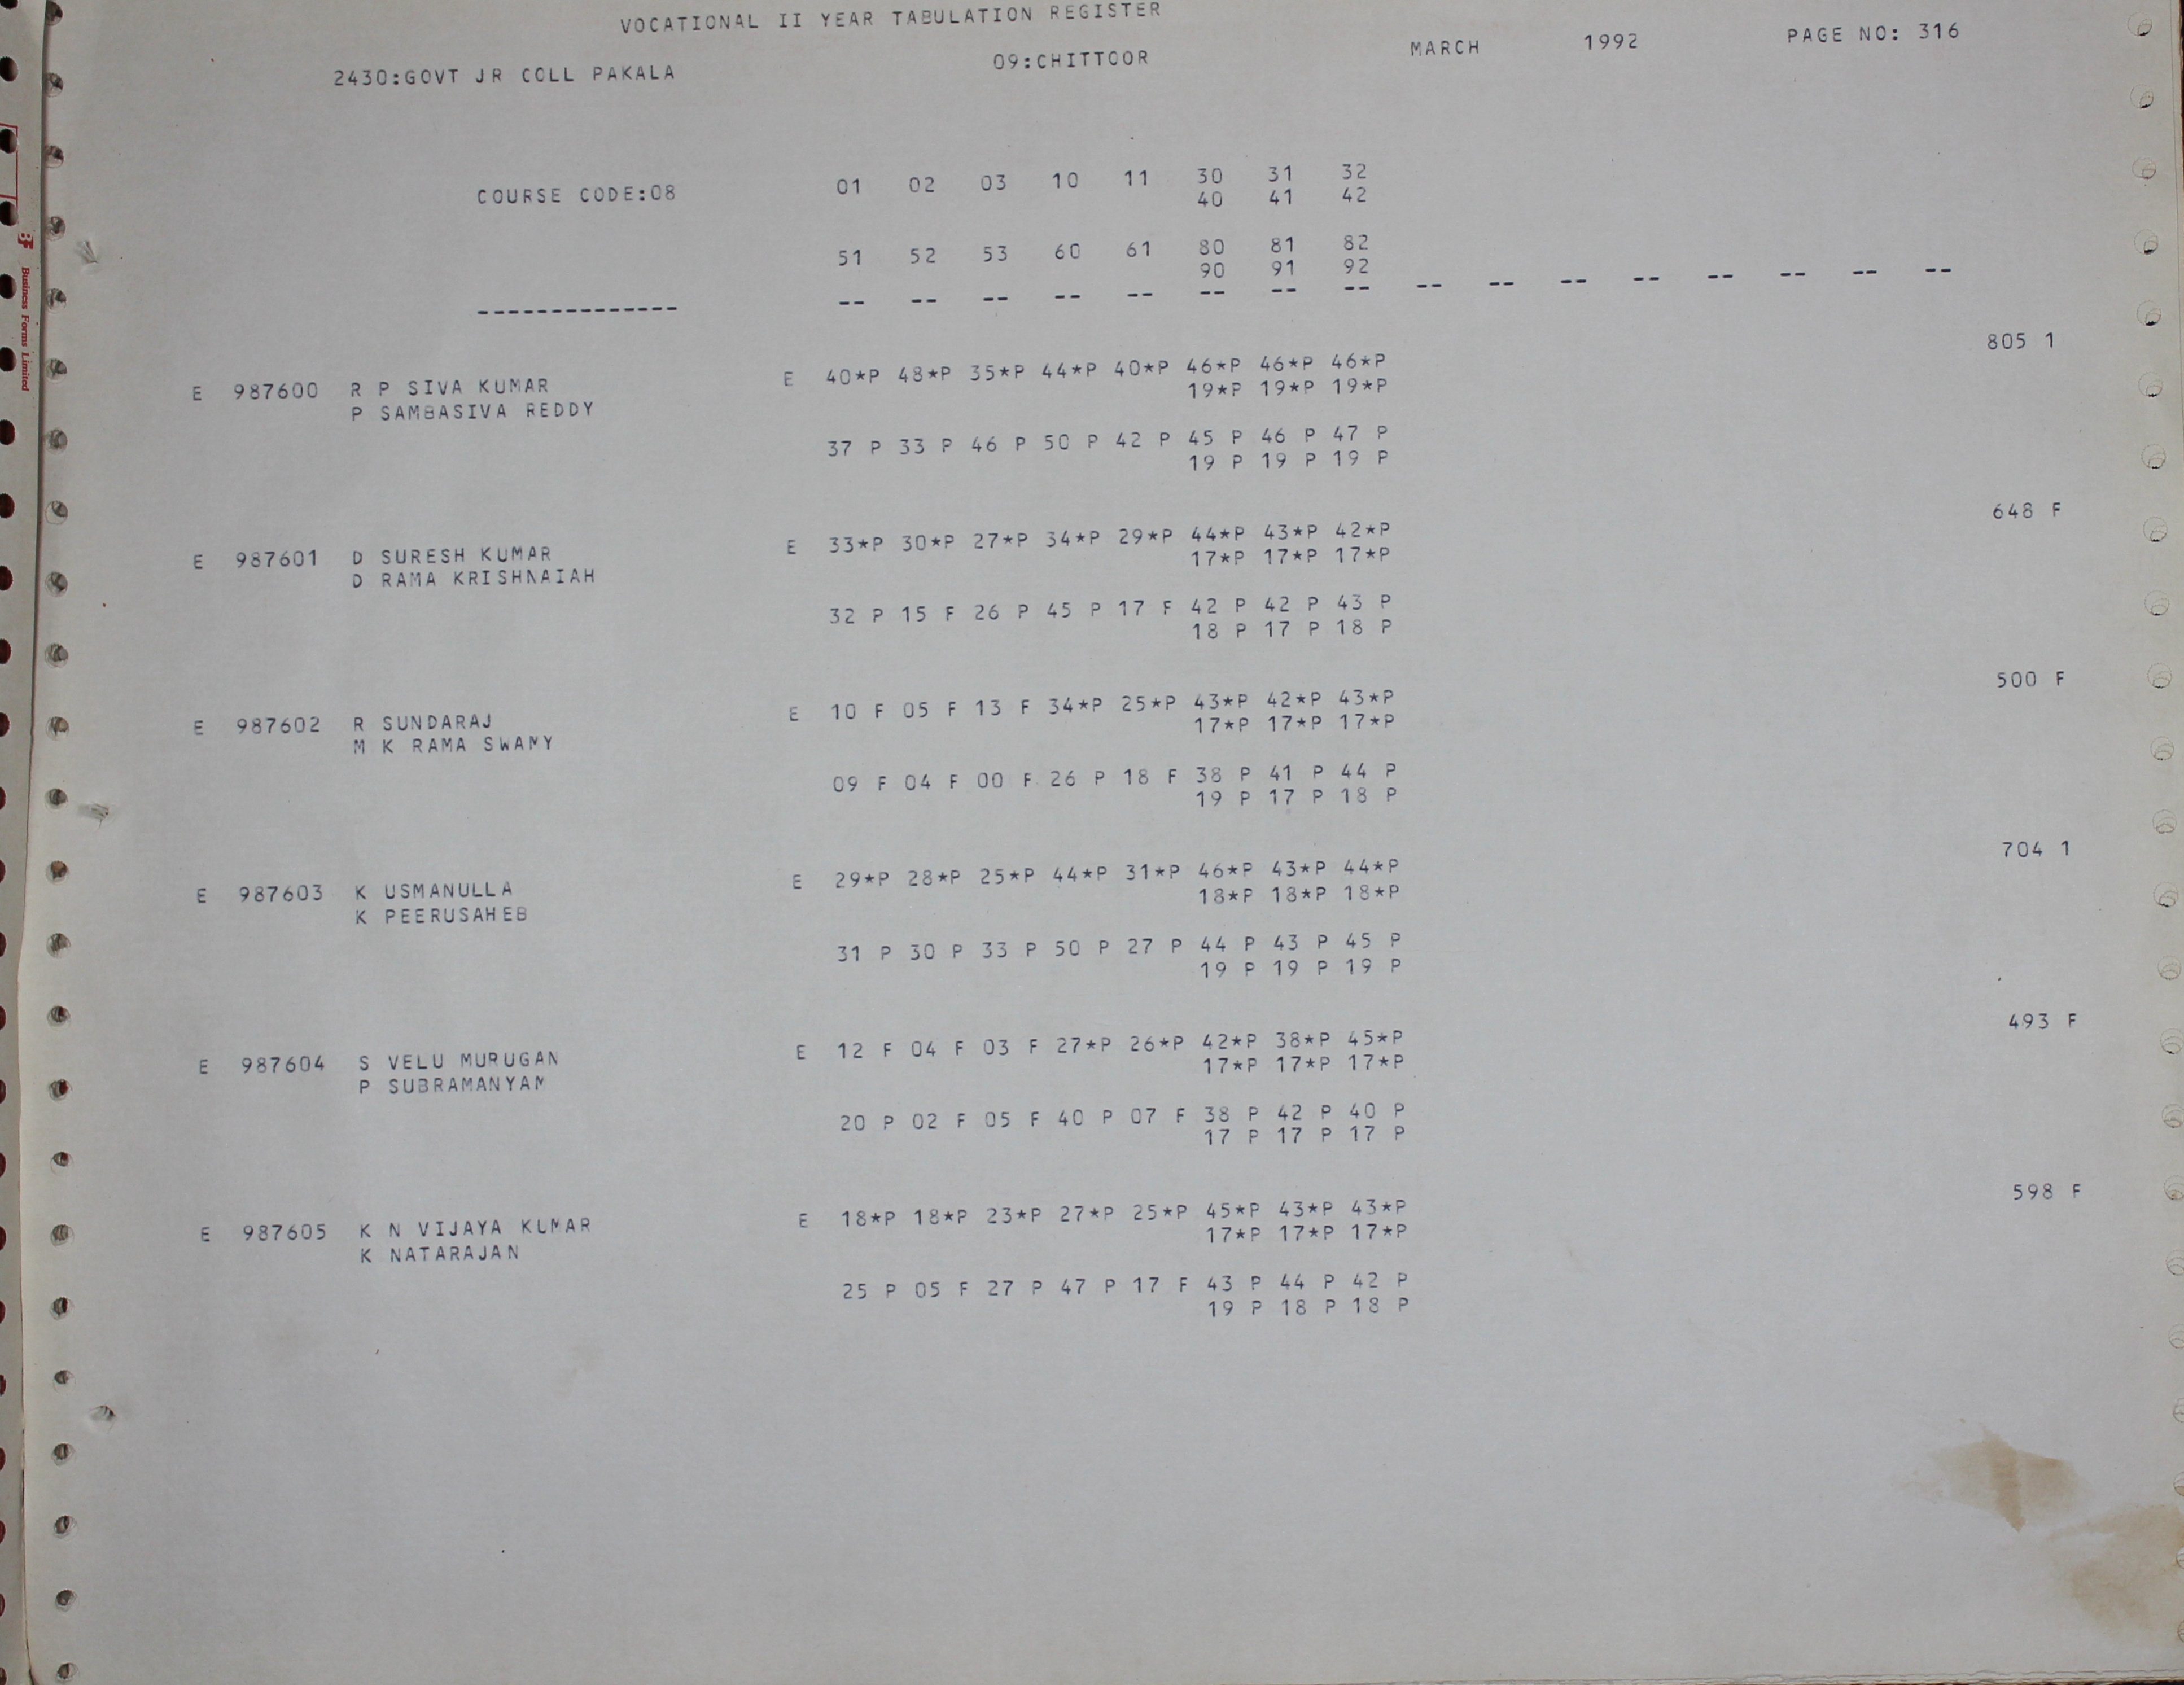 VOCATIONAL II YEAR TABULATION REGISTER
2430:GOVT JR COLL PAKALA 09:CHITTOOR MARCH 1992 PAGE NO: 316
COURSE CODE:08 01 02 03 10 11 30 31 32
40 41 42
51 52 53 60 61 80 81 82
90 91 92
-------------- -- -- -- -- -- -- -- -- -- -- -- -- -- -- -- --
805 1
E 987600 R P SIVA KUMAR E 40*P 48*P 35*P 44*P 40*P 46*P 46*P 46*P
P SAMBASIVA REDDY 19*P 19*P 19*P
37 P 33 P 46 P 50 P 42 P 45 P 46 P 47 P
19 P 19 P 19 P
648 F
E 987601 D SURESH KUMAR E 33*P 30*P 27*P 34*P 29*P 44*P 43*P 42*P
D RAMA KRISHNAIAH 17*P 17*P 17*P
32 P 15 F 26 P 45 P 17 F 42 P 42 P 43 P
18 P 17 P 18 P
500 F
E 987602 R SUNDARAJ E 10 F 05 F 13 F 34*P 25*P 43*P 42*P 43*P
M K RAMA SWAMY 17*P 17*P 17*P
09 F 04 F 00 F 26 P 18 F 38 P 41 P 44 P
19 P 17 P 18 P
704 1
E 987603 K USMANULLA E 29*P 28*P 25*P 44*P 31*P 46*P 43*P 44*P
K PEERUSAHEB 18*P 18*P 18*P
31 P 30 P 33 P 50 P 27 P 44 P 43 P 45 P
19 P 19 P 19 P
493 F
E 987604 S VELU MURUGAN E 12 F 04 F 03 F 27*P 26*P 42*P 38*P 45*P
P SUBRAMANYAM 17*P 17*P 17*P
20 P 02 F 05 F 40 P 07 F 38 P 42 P 40 P
17 P 17 P 17 P
598 F
E 987605 K N VIJAYA KUMAR E 18*P 18*P 23*P 27*P 25*P 45*P 43*P 43*P
K NATARAJAN 17*P 17*P 17*P
25 P 05 F 27 P 47 P 17 F 43 P 44 P 42 P
19 P 18 P 18 P
Business Forms Limited